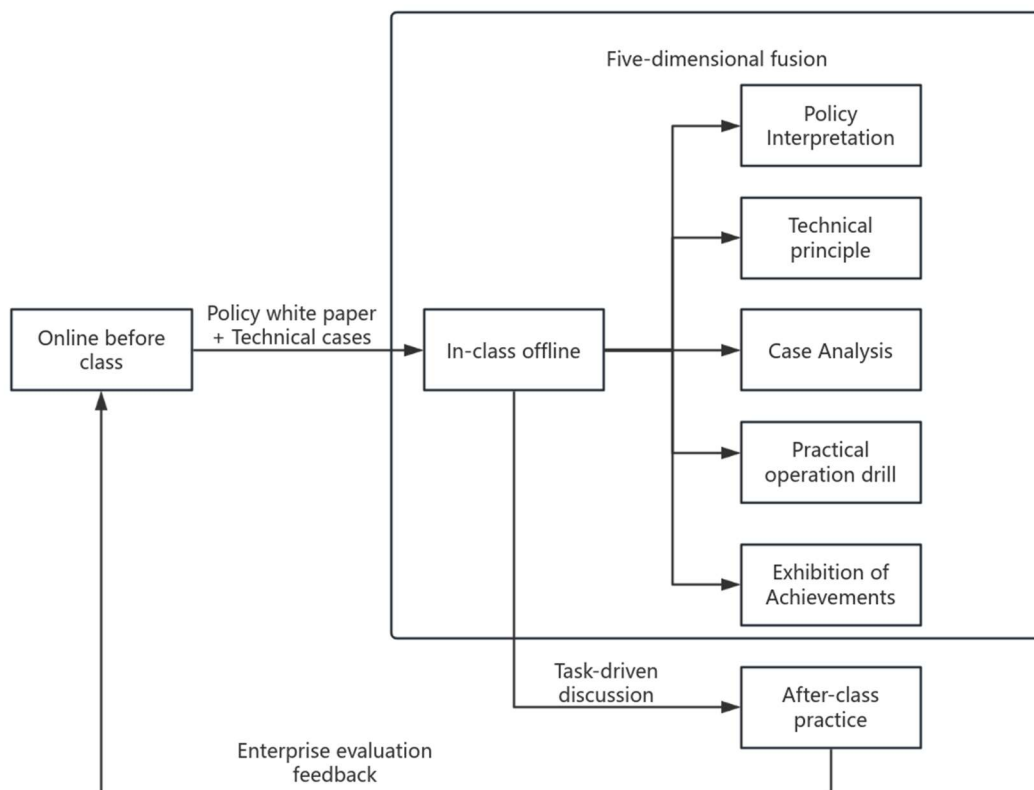 Five-dimensional fusion
Policy
Interpretation
Technical
principle
Policy white paper
+ Technical cases
Online before
class
In-class offline
Case Analysis
Practical
operation drill
Exhibition of
Achievements
Task-driven
discussion
After-class
practice
Enterprise evaluation
feedback